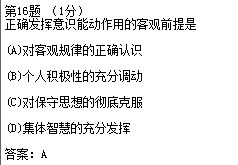 第16题 （1分）
正确发挥意识能动作用的客观前提是
(A)对客观规律的正确认识
(B)个人积极性的充分调动
(C)对保守思想的彻底克服
(D)集体智慧的充分发挥
答案：A